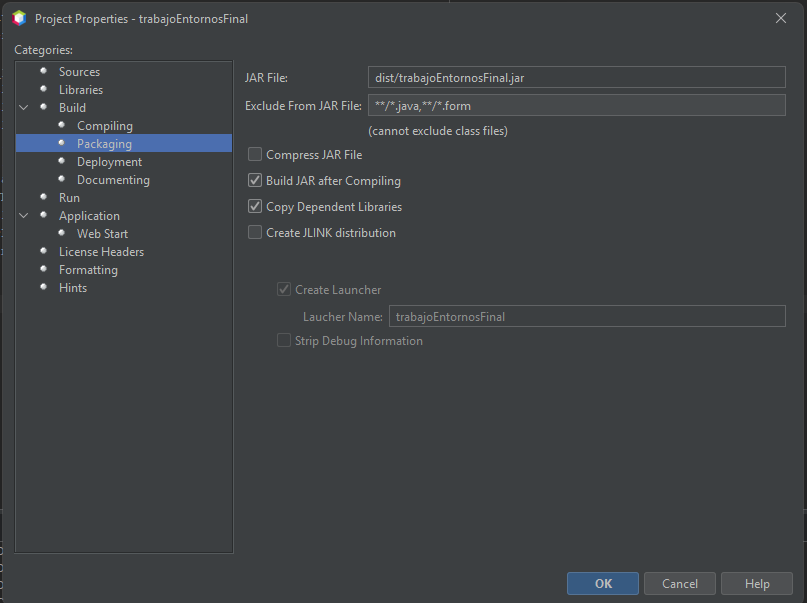 Project Properties - trabajoEntornosFinal
Categories:
Sources
Libraries
Build
Compiling
Packaging
Deployment
Documenting
Run
Application
Web Start
License Headers
Formatting
Hints
JAR File: dist/trabajoEntornosFinal.jar
Exclude From JAR File: **/*.java,**/*.form
(cannot exclude class files)
Compress JAR File
Build JAR after Compiling
Copy Dependent Libraries
Create JLINK distribution
Create Launcher
Laucher Name: trabajoEntornosFinal
Strip Debug Information
OK Cancel Help